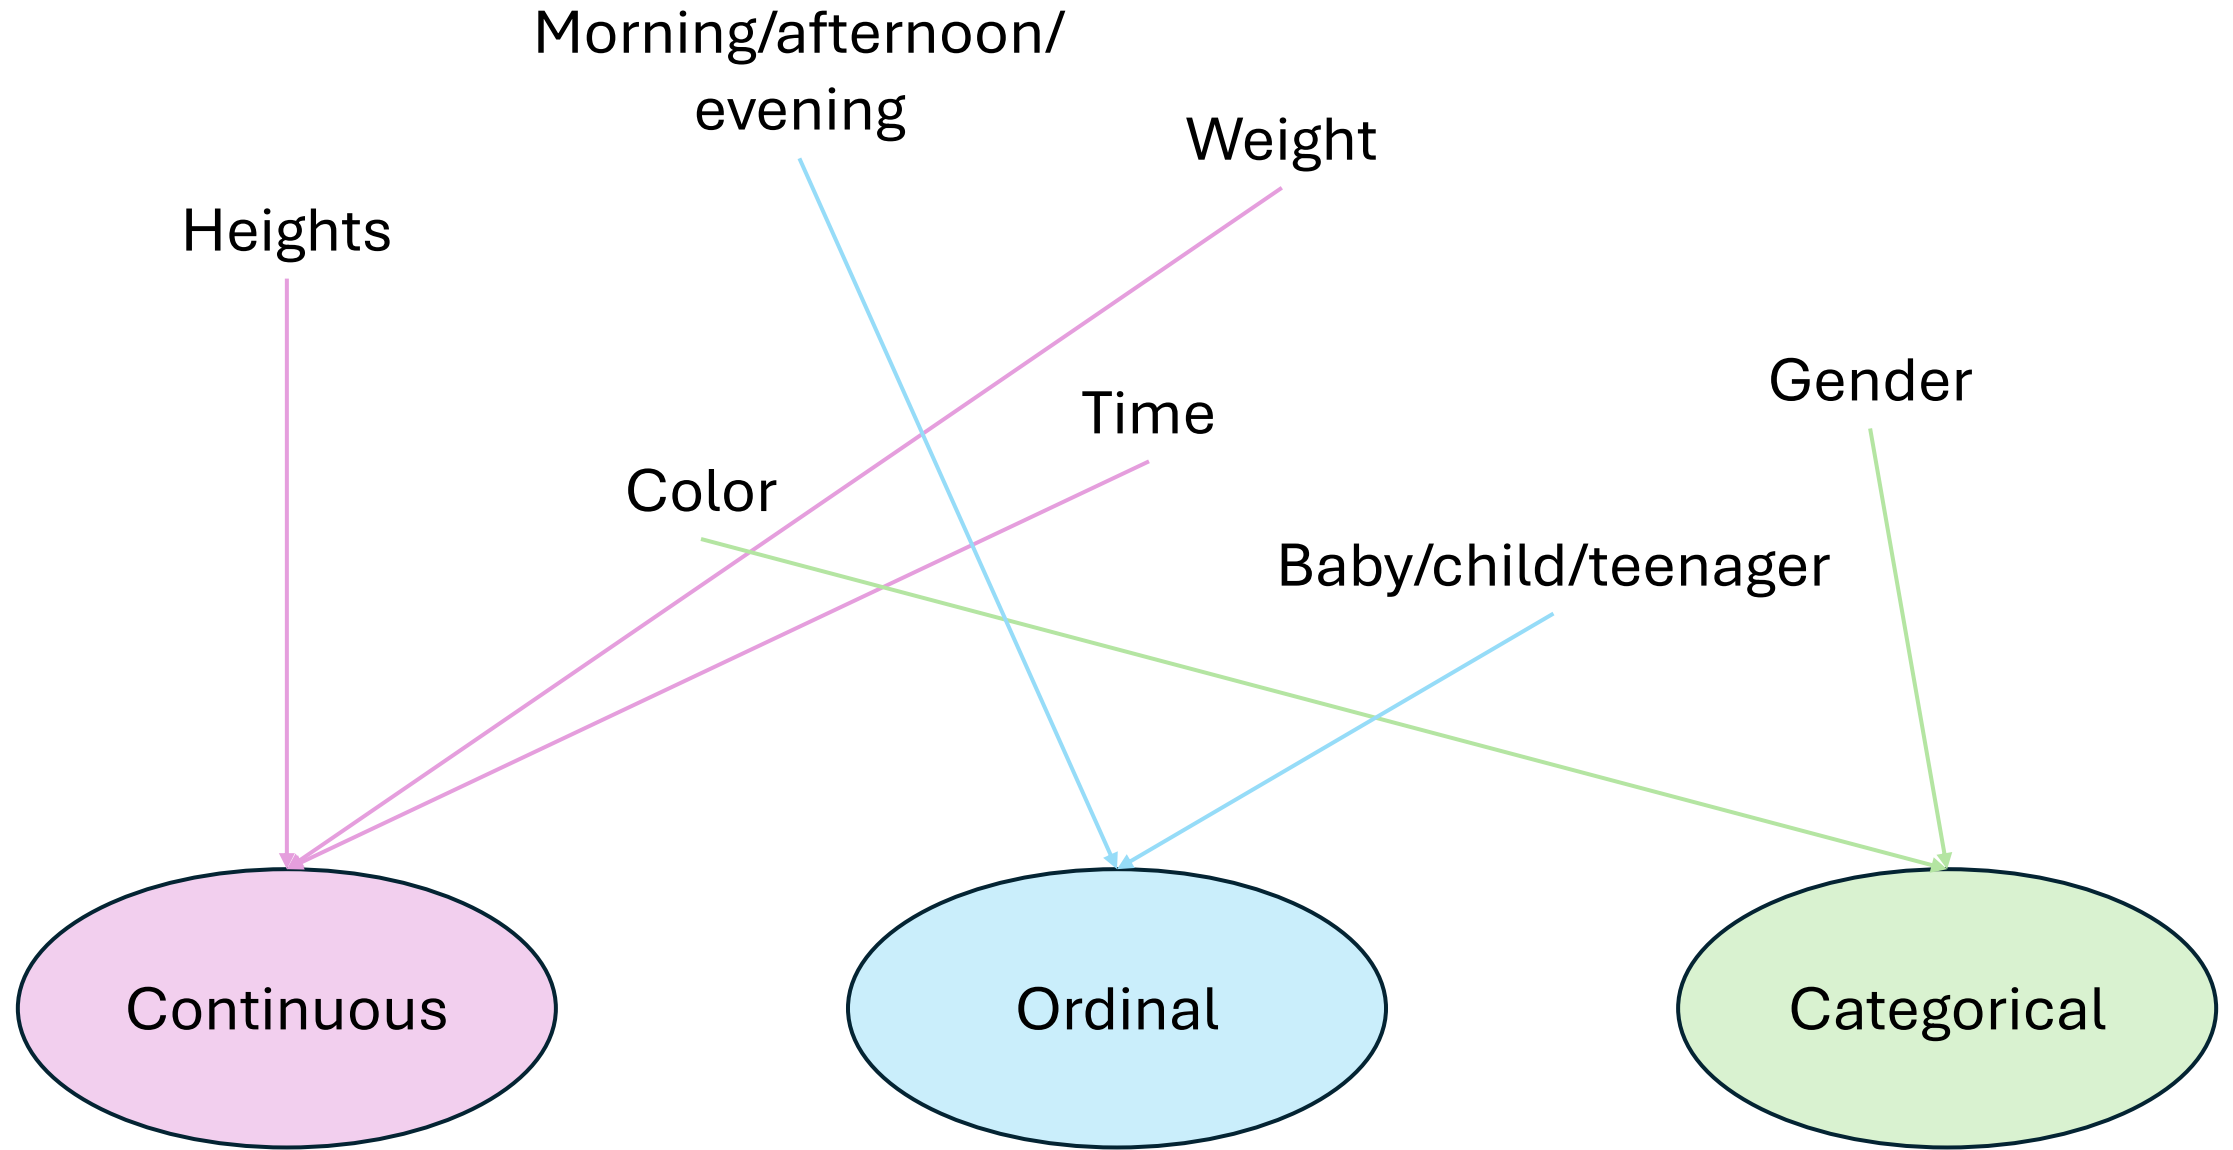 Morning/afternoon/
evening
Weight
Heights
Gender
Time
Color
Baby/child/teenager
Continuous
Ordinal
Categorical